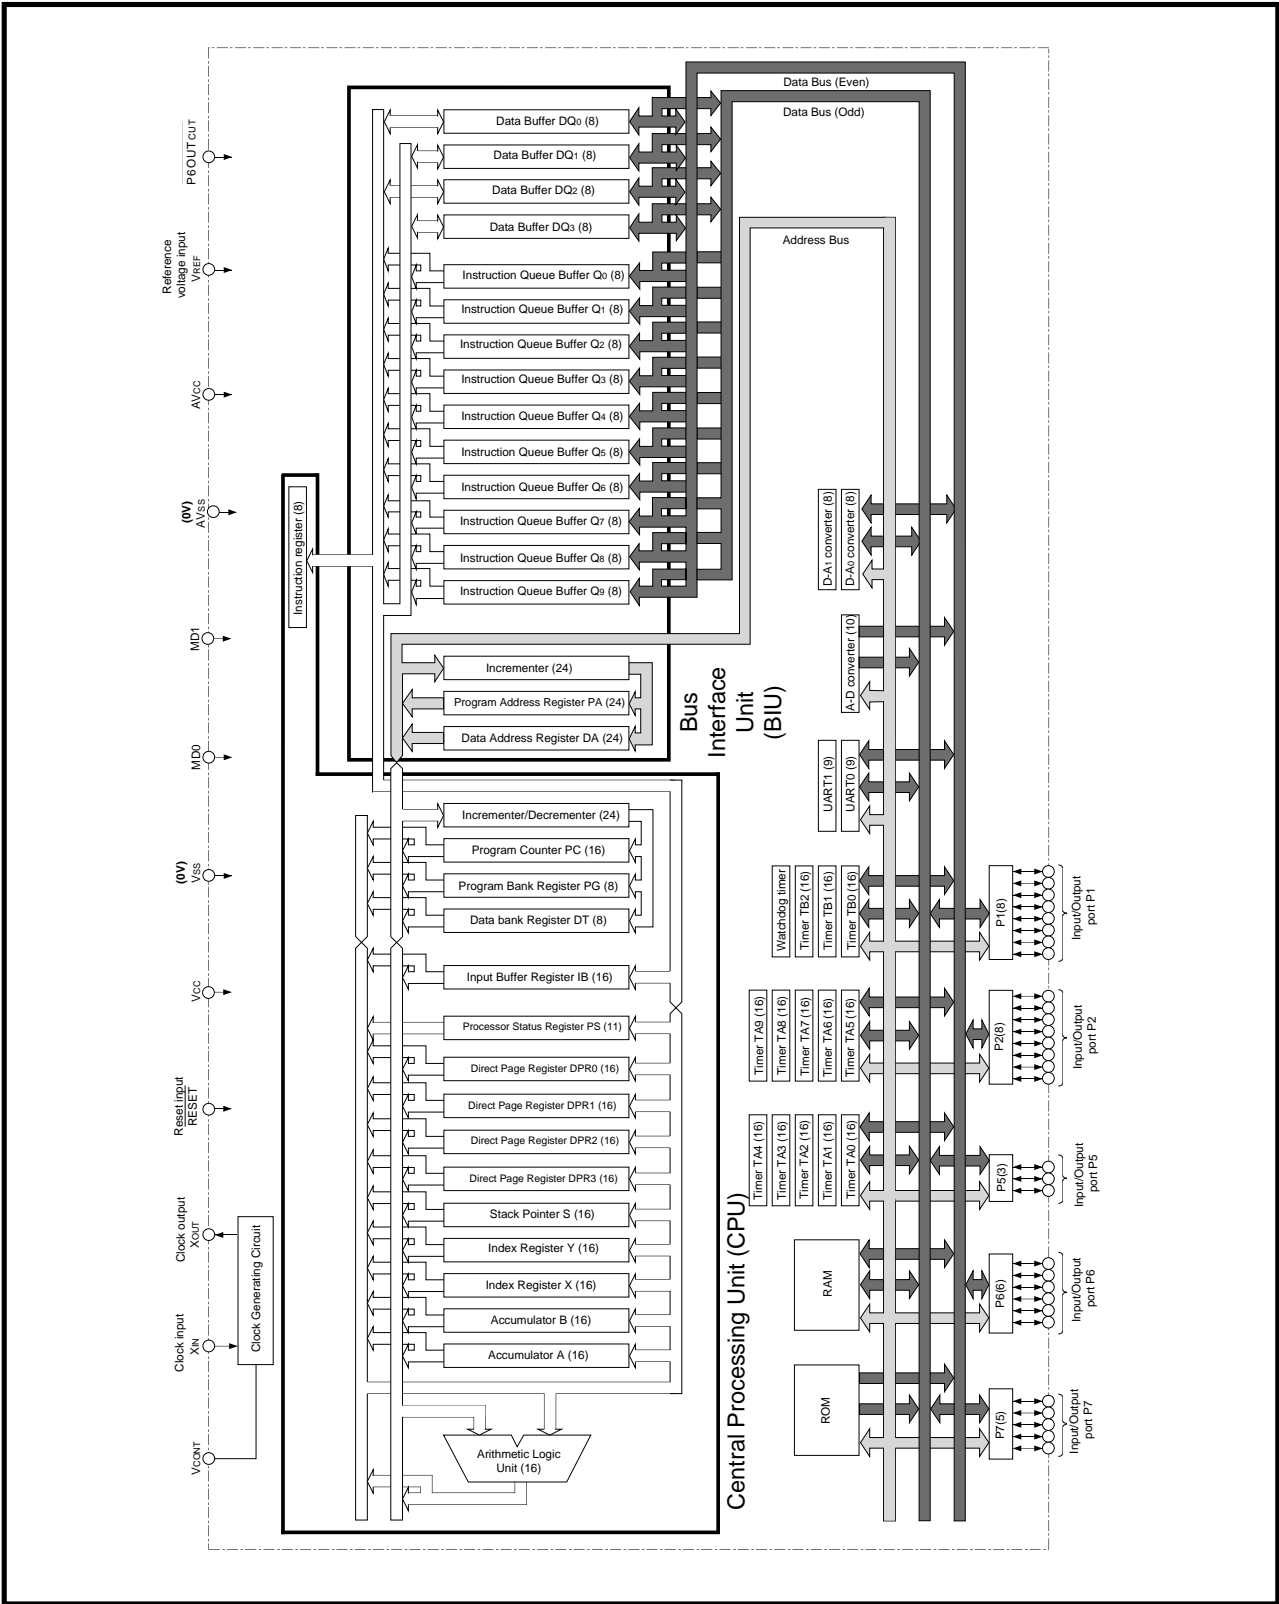 Data Bus (Even)
Data Bus (Odd)
Address Bus
Data Buffer DQ0 (8)
Data Buffer DQ1 (8)
Data Buffer DQ2 (8)
Data Buffer DQ3 (8)
Instruction Queue Buffer Q0 (8)
Instruction Queue Buffer Q1 (8)
Instruction Queue Buffer Q2 (8)
Instruction Queue Buffer Q3 (8)
Instruction Queue Buffer Q4 (8)
Instruction Queue Buffer Q5 (8)
Instruction Queue Buffer Q6 (8)
Instruction Queue Buffer Q7 (8)
Instruction Queue Buffer Q8 (8)
Instruction Queue Buffer Q9 (8)
Incrementer (24)
Program Address Register PA (24)
Data Address Register DA (24)
Bus
Interface
Unit
(BIU)
Incrementer/Decrementer (24)
Program Counter PC (16)
Program Bank Register PG (8)
Data bank Register DT (8)
Input Buffer Register IB (16)
Processor Status Register PS (11)
Direct Page Register DPR0 (16)
Direct Page Register DPR1 (16)
Direct Page Register DPR2 (16)
Direct Page Register DPR3 (16)
Stack Pointer S (16)
Index Register Y (16)
Index Register X (16)
Accumulator B (16)
Accumulator A (16)
Arithmetic Logic
Unit (16)
Central Processing Unit (CPU)
Instruction register (8)
P6OUTCUT
Reference
voltage input
VREF
AVCC
(0V)
AVSS
MD1
MD0
(0V)
VSS
VCC
Reset input
RESET
Clock output
XOUT
Clock Generating Circuit
Clock input
XIN
VCONT
D-A1 converter (8)
D-A0 converter (8)
A-D converter (10)
UART1 (9)
UART0 (9)
Watchdog timer
Timer TB2 (16)
Timer TB1 (16)
Timer TB0 (16)
Timer TA9 (16)
Timer TA8 (16)
Timer TA7 (16)
Timer TA6 (16)
Timer TA5 (16)
Timer TA4 (16)
Timer TA3 (16)
Timer TA2 (16)
Timer TA1 (16)
Timer TA0 (16)
RAM
ROM
P1(8)
Input/Output
port P1
P2(8)
Input/Output
port P2
P5(3)
Input/Output
port P5
P6(6)
Input/Output
port P6
P7(5)
Input/Output
port P7